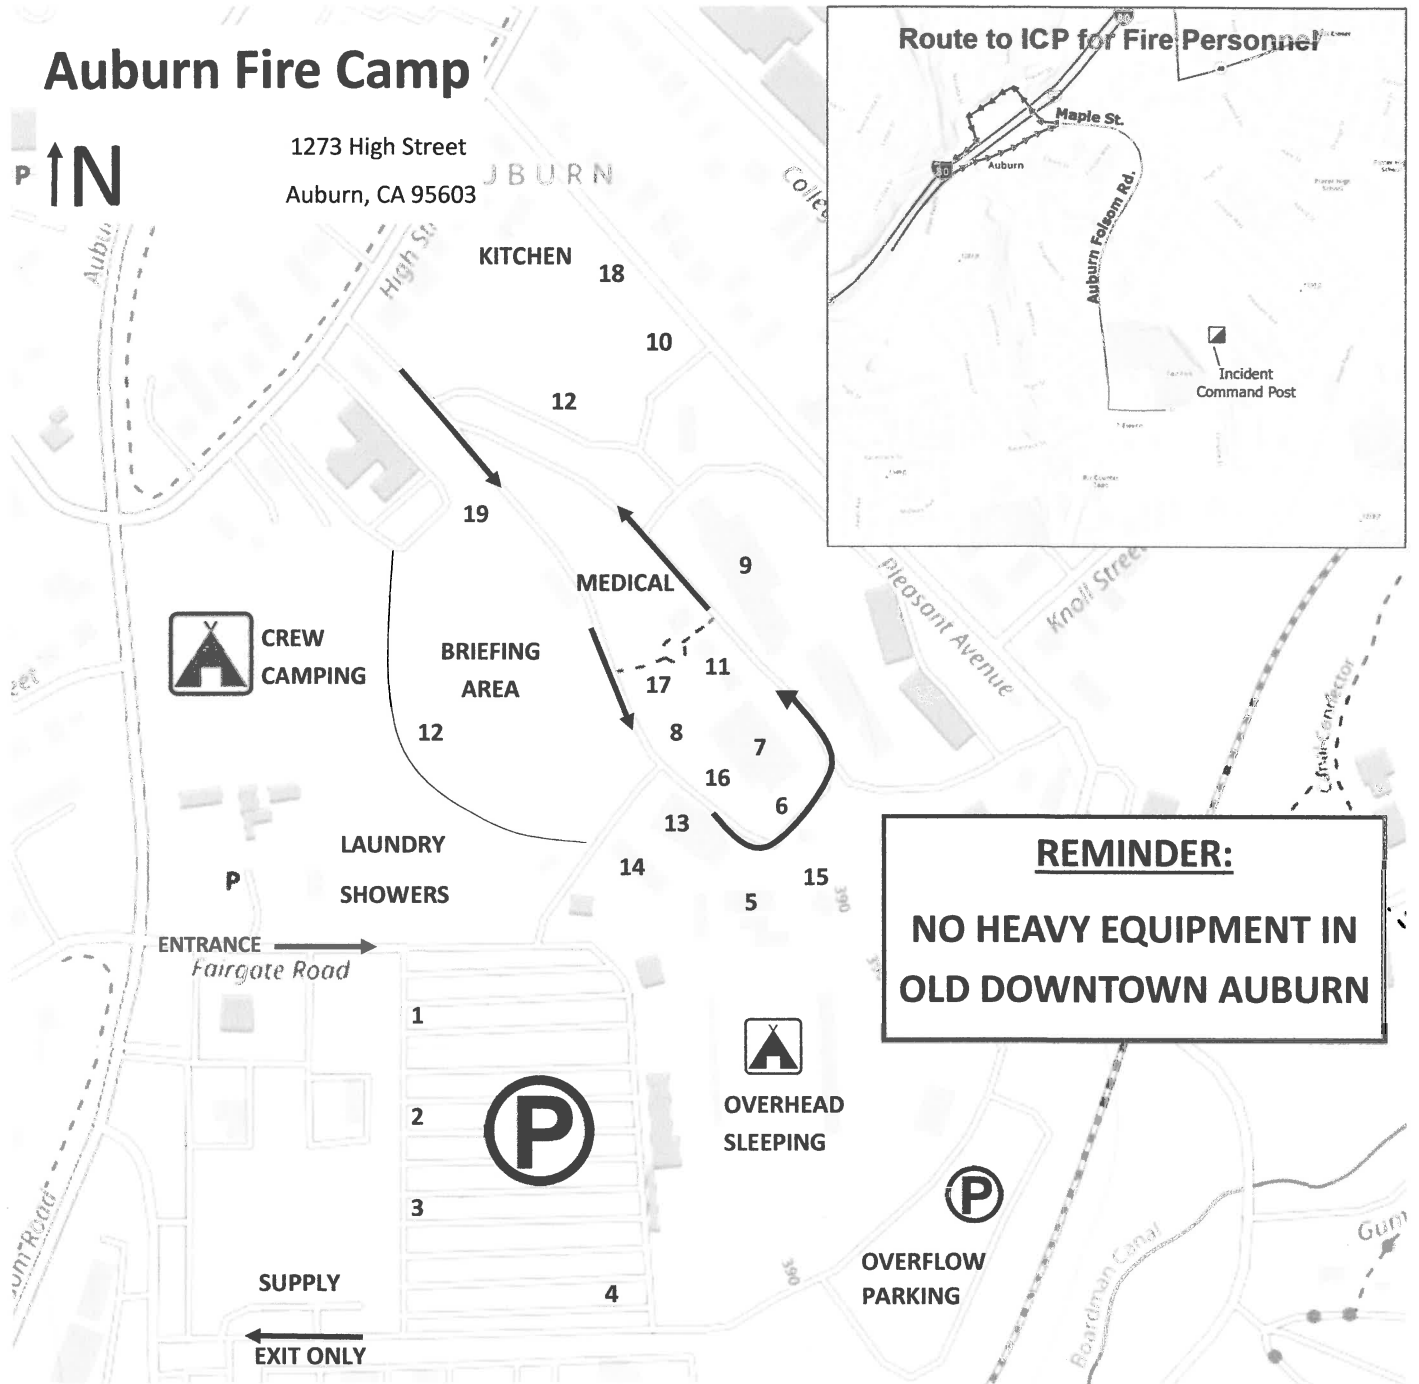 Auburn Fire Camp
N
1273 High Street
Auburn, CA 95603
P
Route to ICP for Fire Personnel
80
Maple St.
80
Auburn
Auburn Folsom Rd.
Incident
Command Post
High St
KITCHEN
18
10
12
19
9
MEDICAL
Pleasant Avenue
Knoll Street
CREW
CAMPING
BRIEFING
AREA
11
17
12
8
7
16
6
13
14
15
5
390
LAUNDRY
SHOWERS
P
ENTRANCE
Fairgate Road
REMINDER:
NO HEAVY EQUIPMENT IN
OLD DOWNTOWN AUBURN
1
2
P
3
4
OVERHEAD
SLEEPING
P
OVERFLOW
PARKING
390
Boardman Canal
SUPPLY
EXIT ONLY